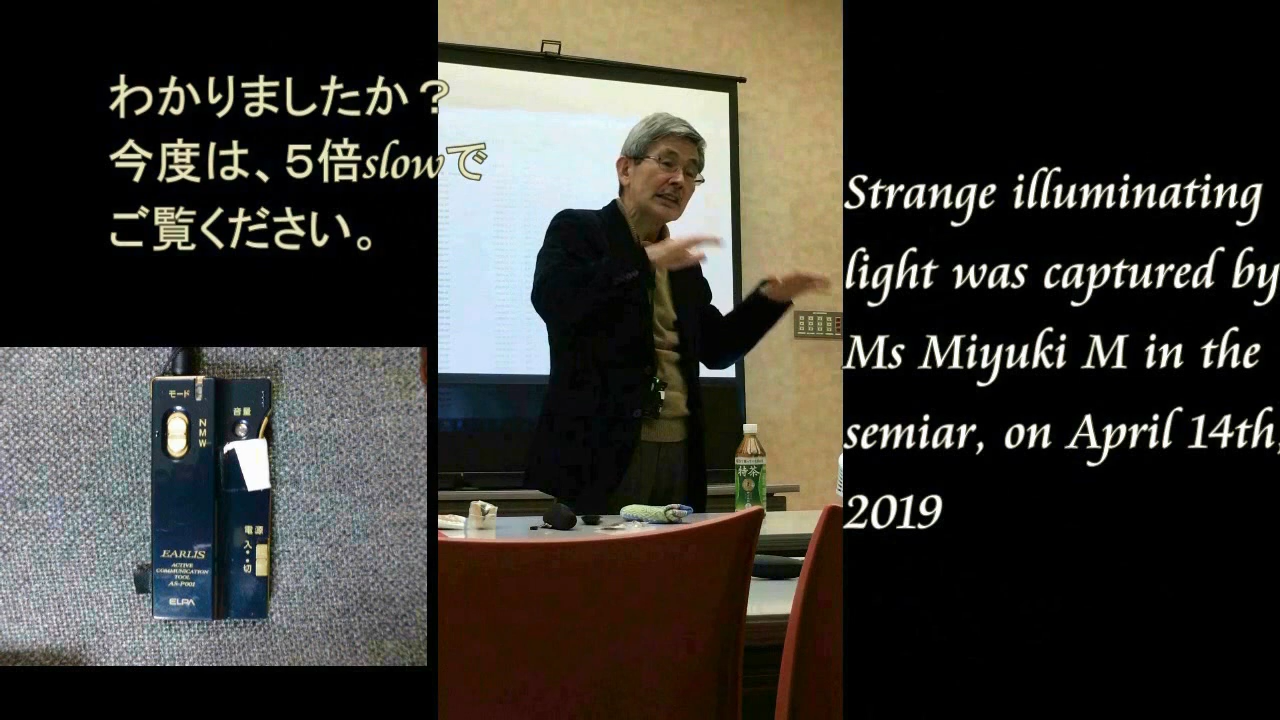 わかりましたか？
今度は、５倍slowで
ご覧ください。
モード
N
M
W
音量
電源
入・切
EARLiS
ACTIVE
COMMUNICATION
TOOL
AS-P001
ELPA
特茶
Strange illuminating
light was captured by
Ms Miyuki M in the
semiar, on April 14th,
2019